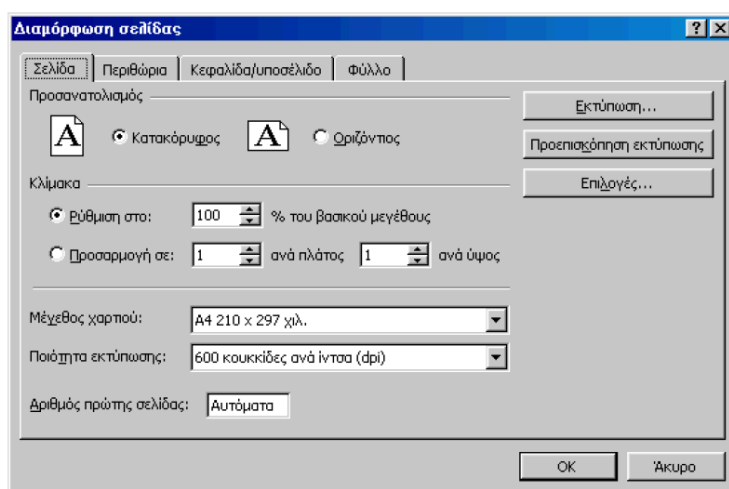 Διαμόρφωση σελίδας
Σελίδα Περιθώρια Κεφαλίδα/υποσέλιδο Φύλλο
Προσανατολισμός
A Κατακόρυφος A Οριζόντιος
Εκτύπωση...
Προεπισκόπηση εκτύπωσης
Επιλογές...
Κλίμακα
Ρύθμιση στο: 100 % του βασικού μεγέθους
Προσαρμογή σε: 1 ανά πλάτος 1 ανά ύψος
Μέγεθος χαρτιού: A4 210 x 297 χιλ.
Ποιότητα εκτύπωσης: 600 κουκκίδες ανά ίντσα (dpi)
Αριθμός πρώτης σελίδας: Αυτόματα
OK Άκυρο